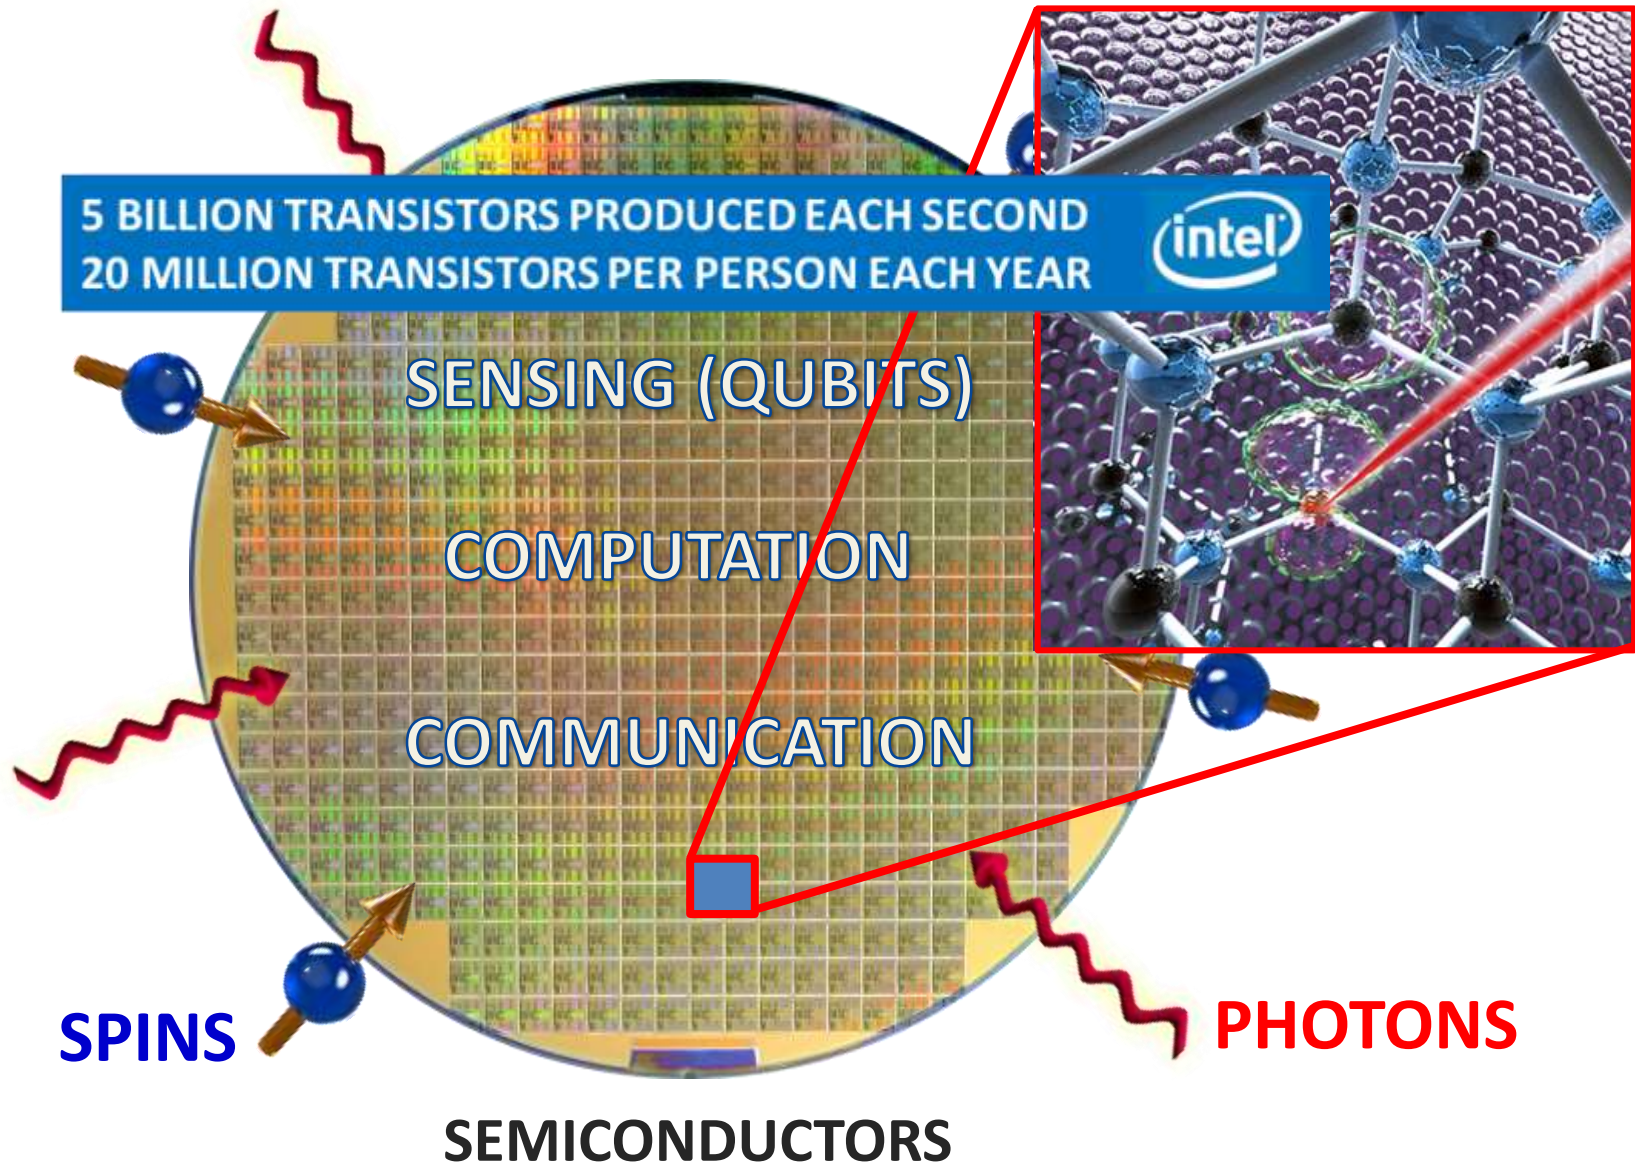 5 BILLION TRANSISTORS PRODUCED EACH SECOND
20 MILLION TRANSISTORS PER PERSON EACH YEAR
intel
SENSING (QUBITS)
COMPUTATION
COMMUNICATION
SPINS
PHOTONS
SEMICONDUCTORS